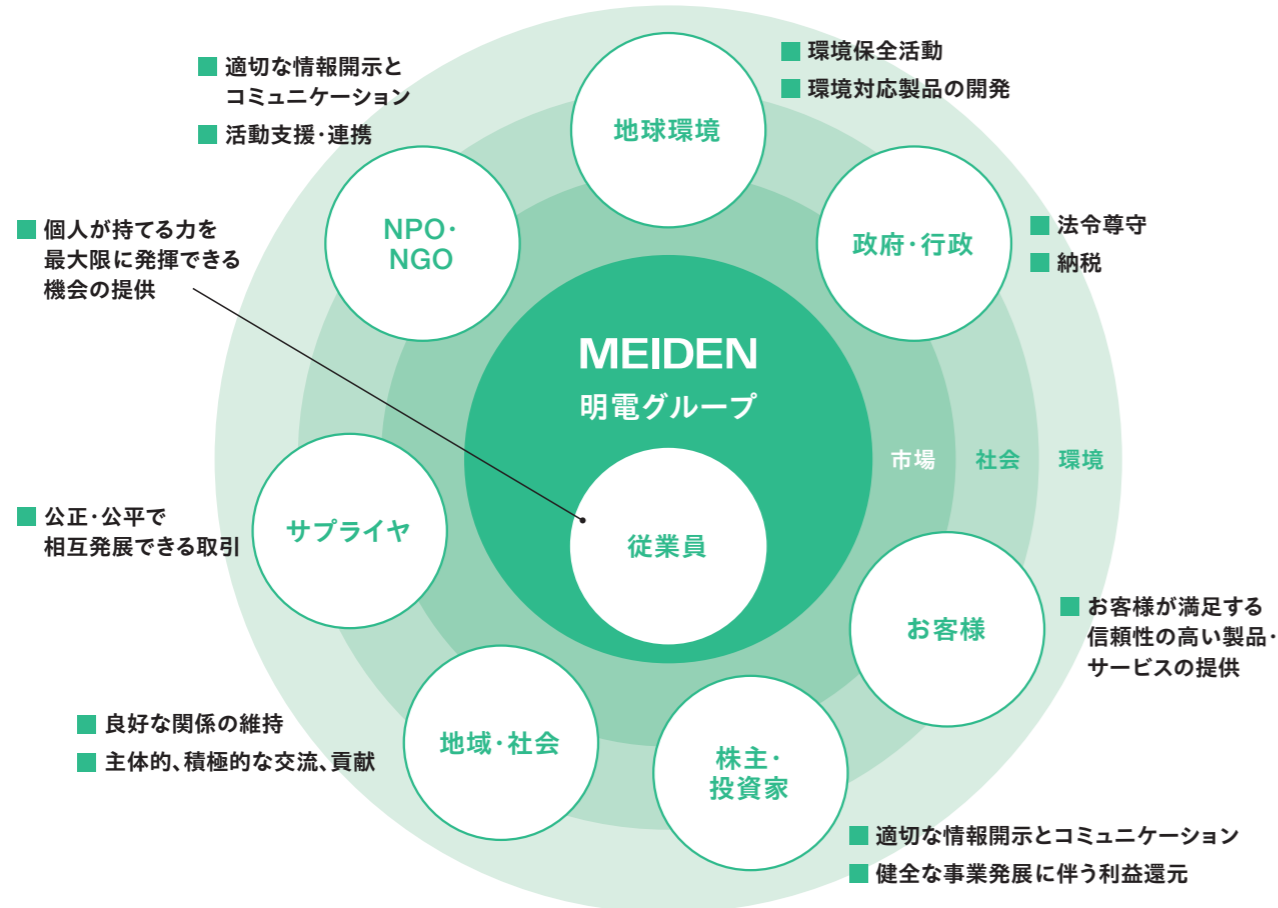 適切な情報開示と
コミュニケーション
活動支援・連携
環境保全活動
環境対応製品の開発
地球環境
NPO・
NGO
政府・行政
法令尊守
納税
個人が持てる力を
最大限に発揮できる
機会の提供
MEIDEN
明電グループ
市場
社会
環境
サプライヤ
公正・公平で
相互発展できる取引
従業員
お客様
お客様が満足する
信頼性の高い製品・
サービスの提供
良好な関係の維持
主体的、積極的な交流、貢献
地域・社会
株主・
投資家
適切な情報開示とコミュニケーション
健全な事業発展に伴う利益還元